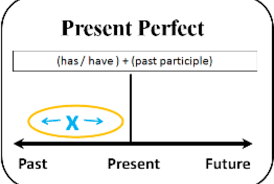 Present Perfect
(has / have ) + (past participle)
X
Past Present Future